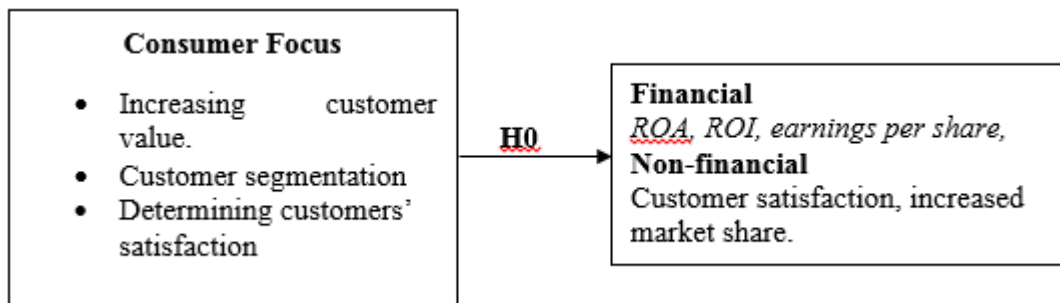 Consumer Focus
• Increasing customer
value.
• Customer segmentation
• Determining customers’
satisfaction
H0
Financial
ROA, ROI, earnings per share,
Non-financial
Customer satisfaction, increased
market share.